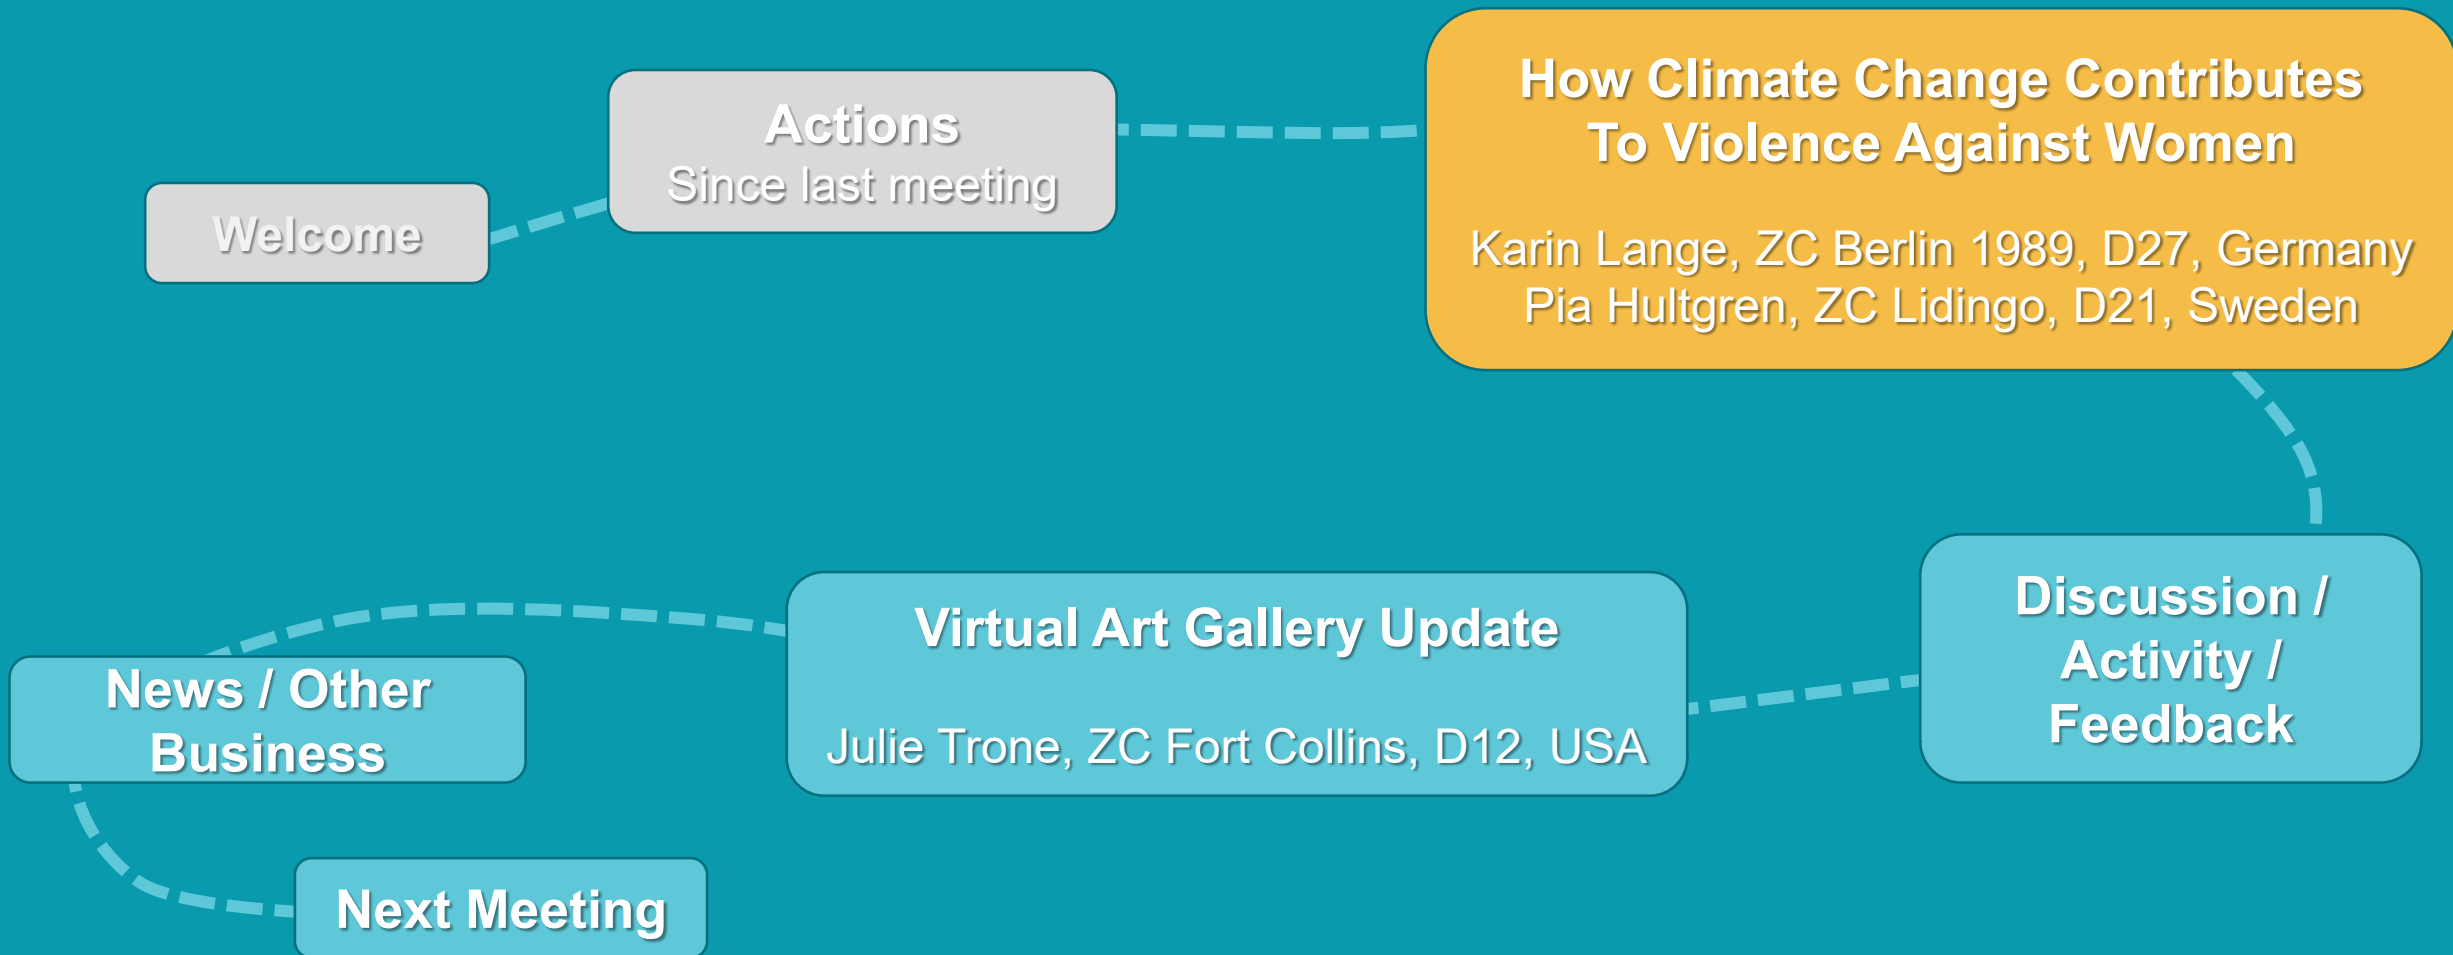 Welcome
Actions
Since last meeting
How Climate Change Contributes
To Violence Against Women
Karin Lange, ZC Berlin 1989, D27, Germany
Pia Hultgren, ZC Lidingo, D21, Sweden
Discussion /
Activity /
Feedback
Virtual Art Gallery Update
Julie Trone, ZC Fort Collins, D12, USA
News / Other
Business
Next Meeting